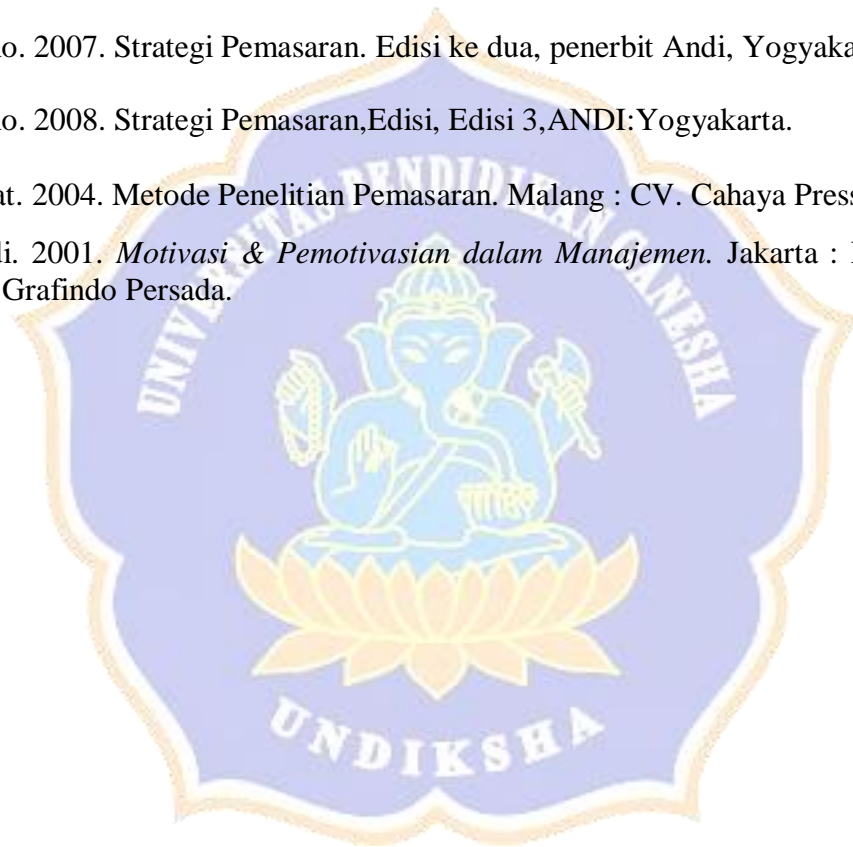 o. 2007. Strategi Pemasaran. Edisi ke dua, penerbit Andi, Yogyaka
o. 2008. Strategi Pemasaran,Edisi, Edisi 3,ANDI:Yogyakarta.
at. 2004. Metode Penelitian Pemasaran. Malang : CV. Cahaya Press
di. 2001. Motivasi & Pemotivasian dalam Manajemen. Jakarta :
Grafindo Persada.
UNIVERSITAS PENDIDIKAN GANESHA
UNDIKSHA